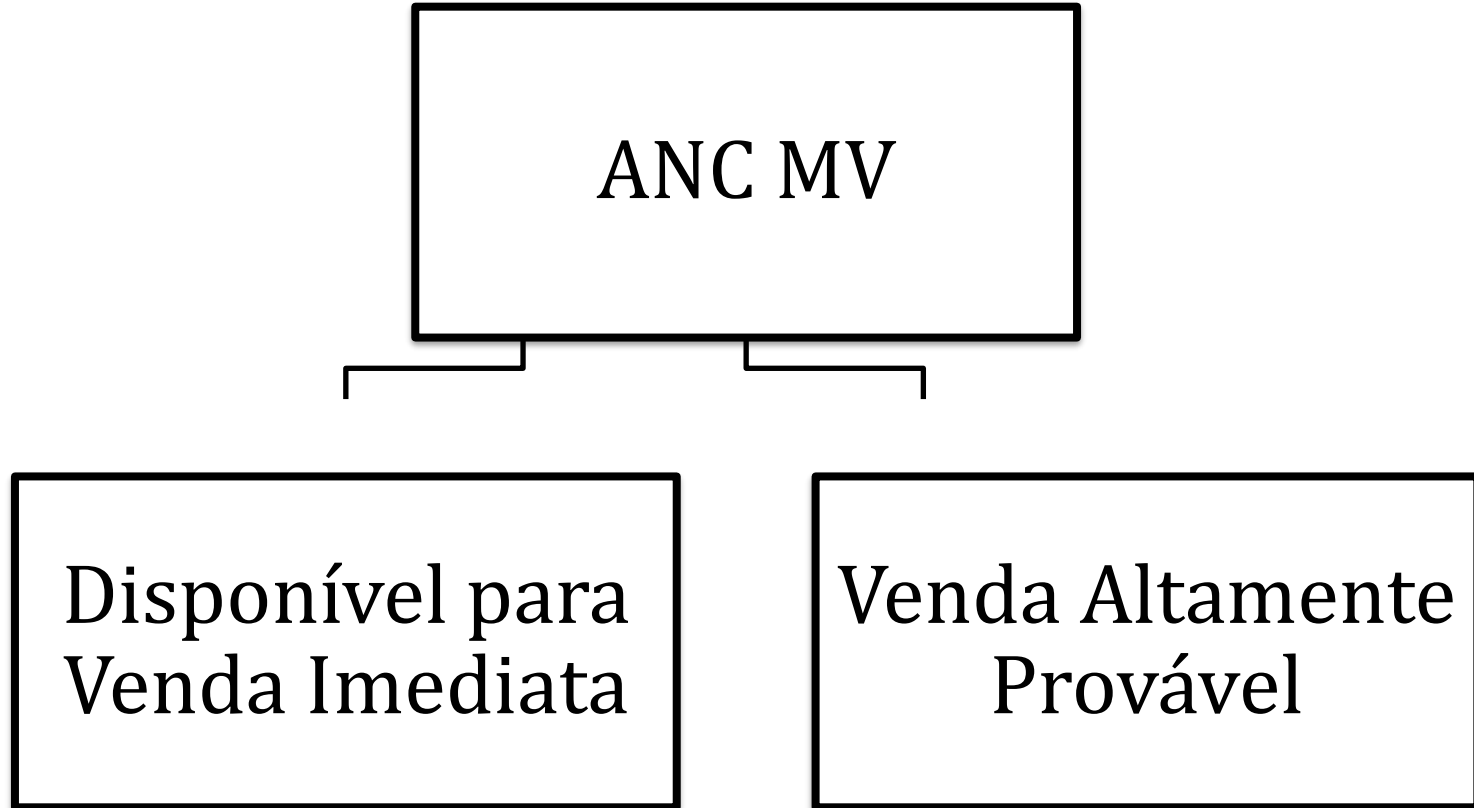 ANC MV
Disponível para
Venda Imediata
Venda Altamente
Provável